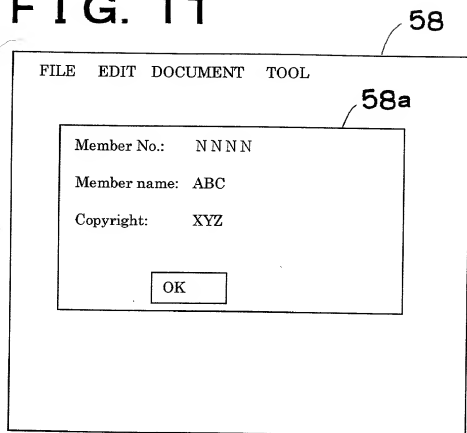 FIG. 11
58
FILE EDIT DOCUMENT TOOL
58a
Member No.: NNNN
Member name: ABC
Copyright: XYZ
OK